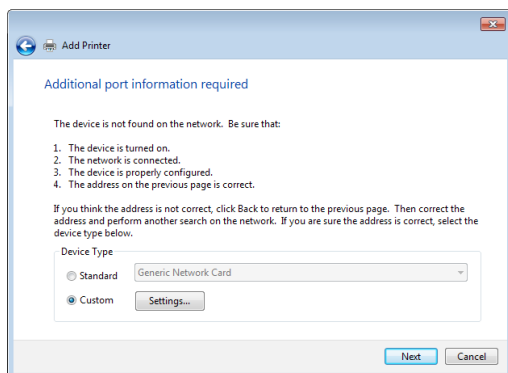 Add Printer
Additional port information required
The device is not found on the network. Be sure that:
1. The device is turned on.
2. The network is connected.
3. The device is properly configured.
4. The address on the previous page is correct.
If you think the address is not correct, click Back to return to the previous page. Then correct the
address and perform another search on the network. If you are sure the address is correct, select the
device type below.
Device Type
Standard Generic Network Card
Custom Settings...
Next Cancel